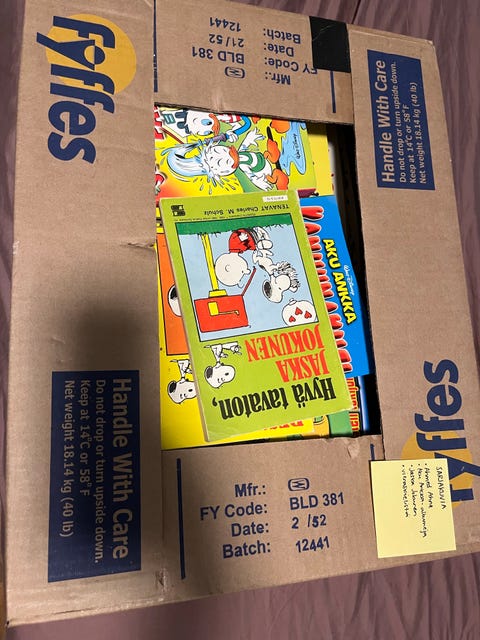 Fyffes
FY Code: BLD 381
Date: 21/52
Batch: 12441
Mfr.:
Handle With Care
Do not drop or turn upside down.
Keep at 14°C or 58° F
Net weight 18.14 kg (40 lb)
TENAVAT Charles M. Schulz
Hyvä tavaton,
JASKA
JOKUNEN
Walt Disney
AKU ANKKA
Handle With Care
Do not drop or turn upside down.
Keep at 14°C or 58° F
Net weight 18.14 kg (40 lb)
Fyffes
Mfr.:
FY Code: BLD 381
Date: 2 /52
Batch: 12441
SARJAKUVIA